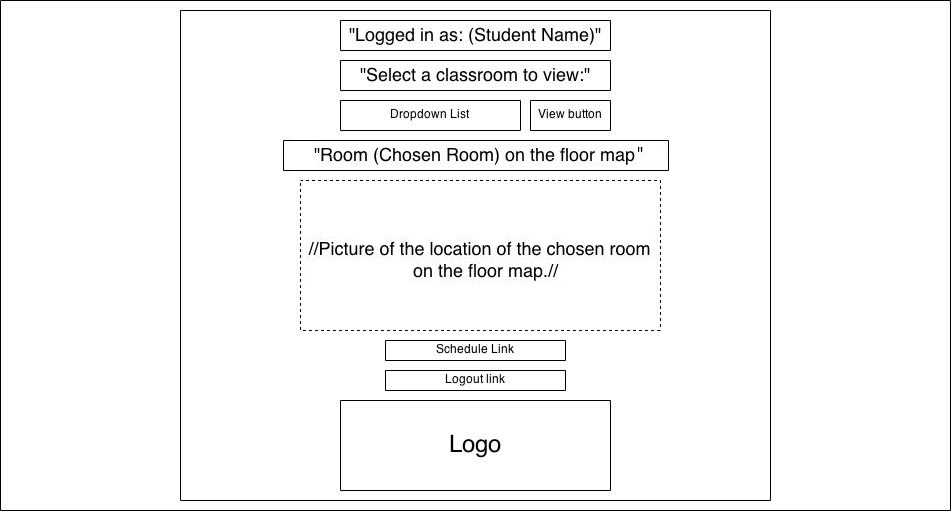 "Logged in as: (Student Name)"
"Select a classroom to view:"
Dropdown List
View button
"Room (Chosen Room) on the floor map"
//Picture of the location of the chosen room
on the floor map.//
Schedule Link
Logout link
Logo